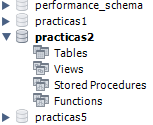 performance_schema
practicas1
practicas2
Tables
Views
Stored Procedures
Functions
practicas5